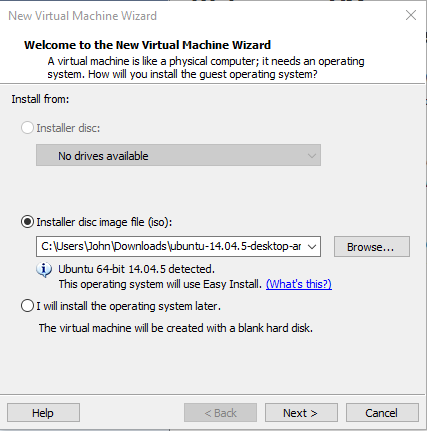 New Virtual Machine Wizard
Welcome to the New Virtual Machine Wizard
A virtual machine is like a physical computer; it needs an operating
system. How will you install the guest operating system?
Install from:
Installer disc:
No drives available
Installer disc image file (iso):
C:\Users\John\Downloads\ubuntu-14.04.5-desktop-ar
Browse...
Ubuntu 64-bit 14.04.5 detected.
This operating system will use Easy Install. (What's this?)
I will install the operating system later.
The virtual machine will be created with a blank hard disk.
Help
< Back
Next >
Cancel